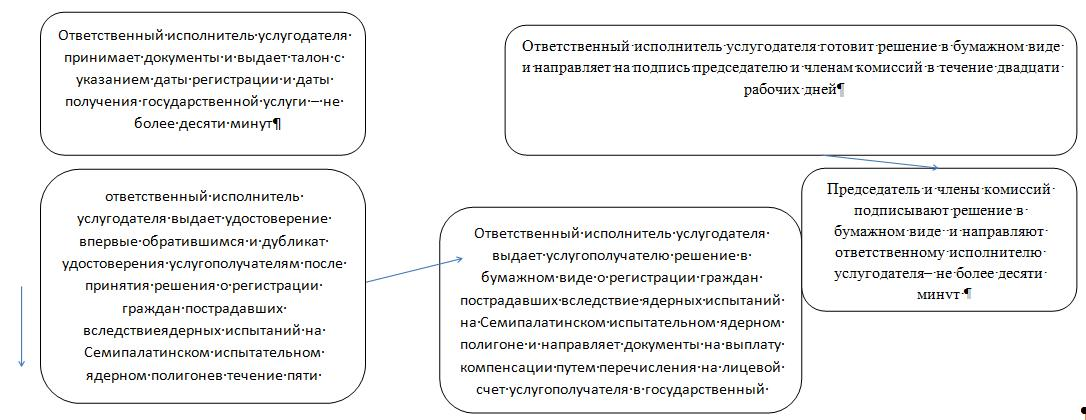 Ответственный исполнитель услугодателя
принимает документы и выдает талон с
указанием даты регистрации и даты
получения государственной услуги – не
более десяти минут¶
Ответственный исполнитель услугодателя готовит решение в бумажном виде
и направляет на подпись председателю и членам комиссий в течение двадцати
рабочих дней¶
ответственный исполнитель
услугодателя выдает удостоверение
впервые обратившимся и дубликат
удостоверения услугополучателям после
принятия решения о регистрации
граждан пострадавших
вследствиеядерных испытаний на
Семипалатинском испытательном
ядерном полигонев течение пяти
Ответственный исполнитель услугодателя
выдает услугополучателю решение в
бумажном виде о регистрации граждан
пострадавших вследствие ядерных испытаний
на Семипалатинском испытательном ядерном
полигоне и направляет документы на выплату
компенсации путем перечисления на лицевой
счет услугополучателя в государственный
Председатель и члены комиссий
подписывают решение в
бумажном виде и направляют
ответственному исполнителю
услугодателя– не более десяти
минут ¶
¶